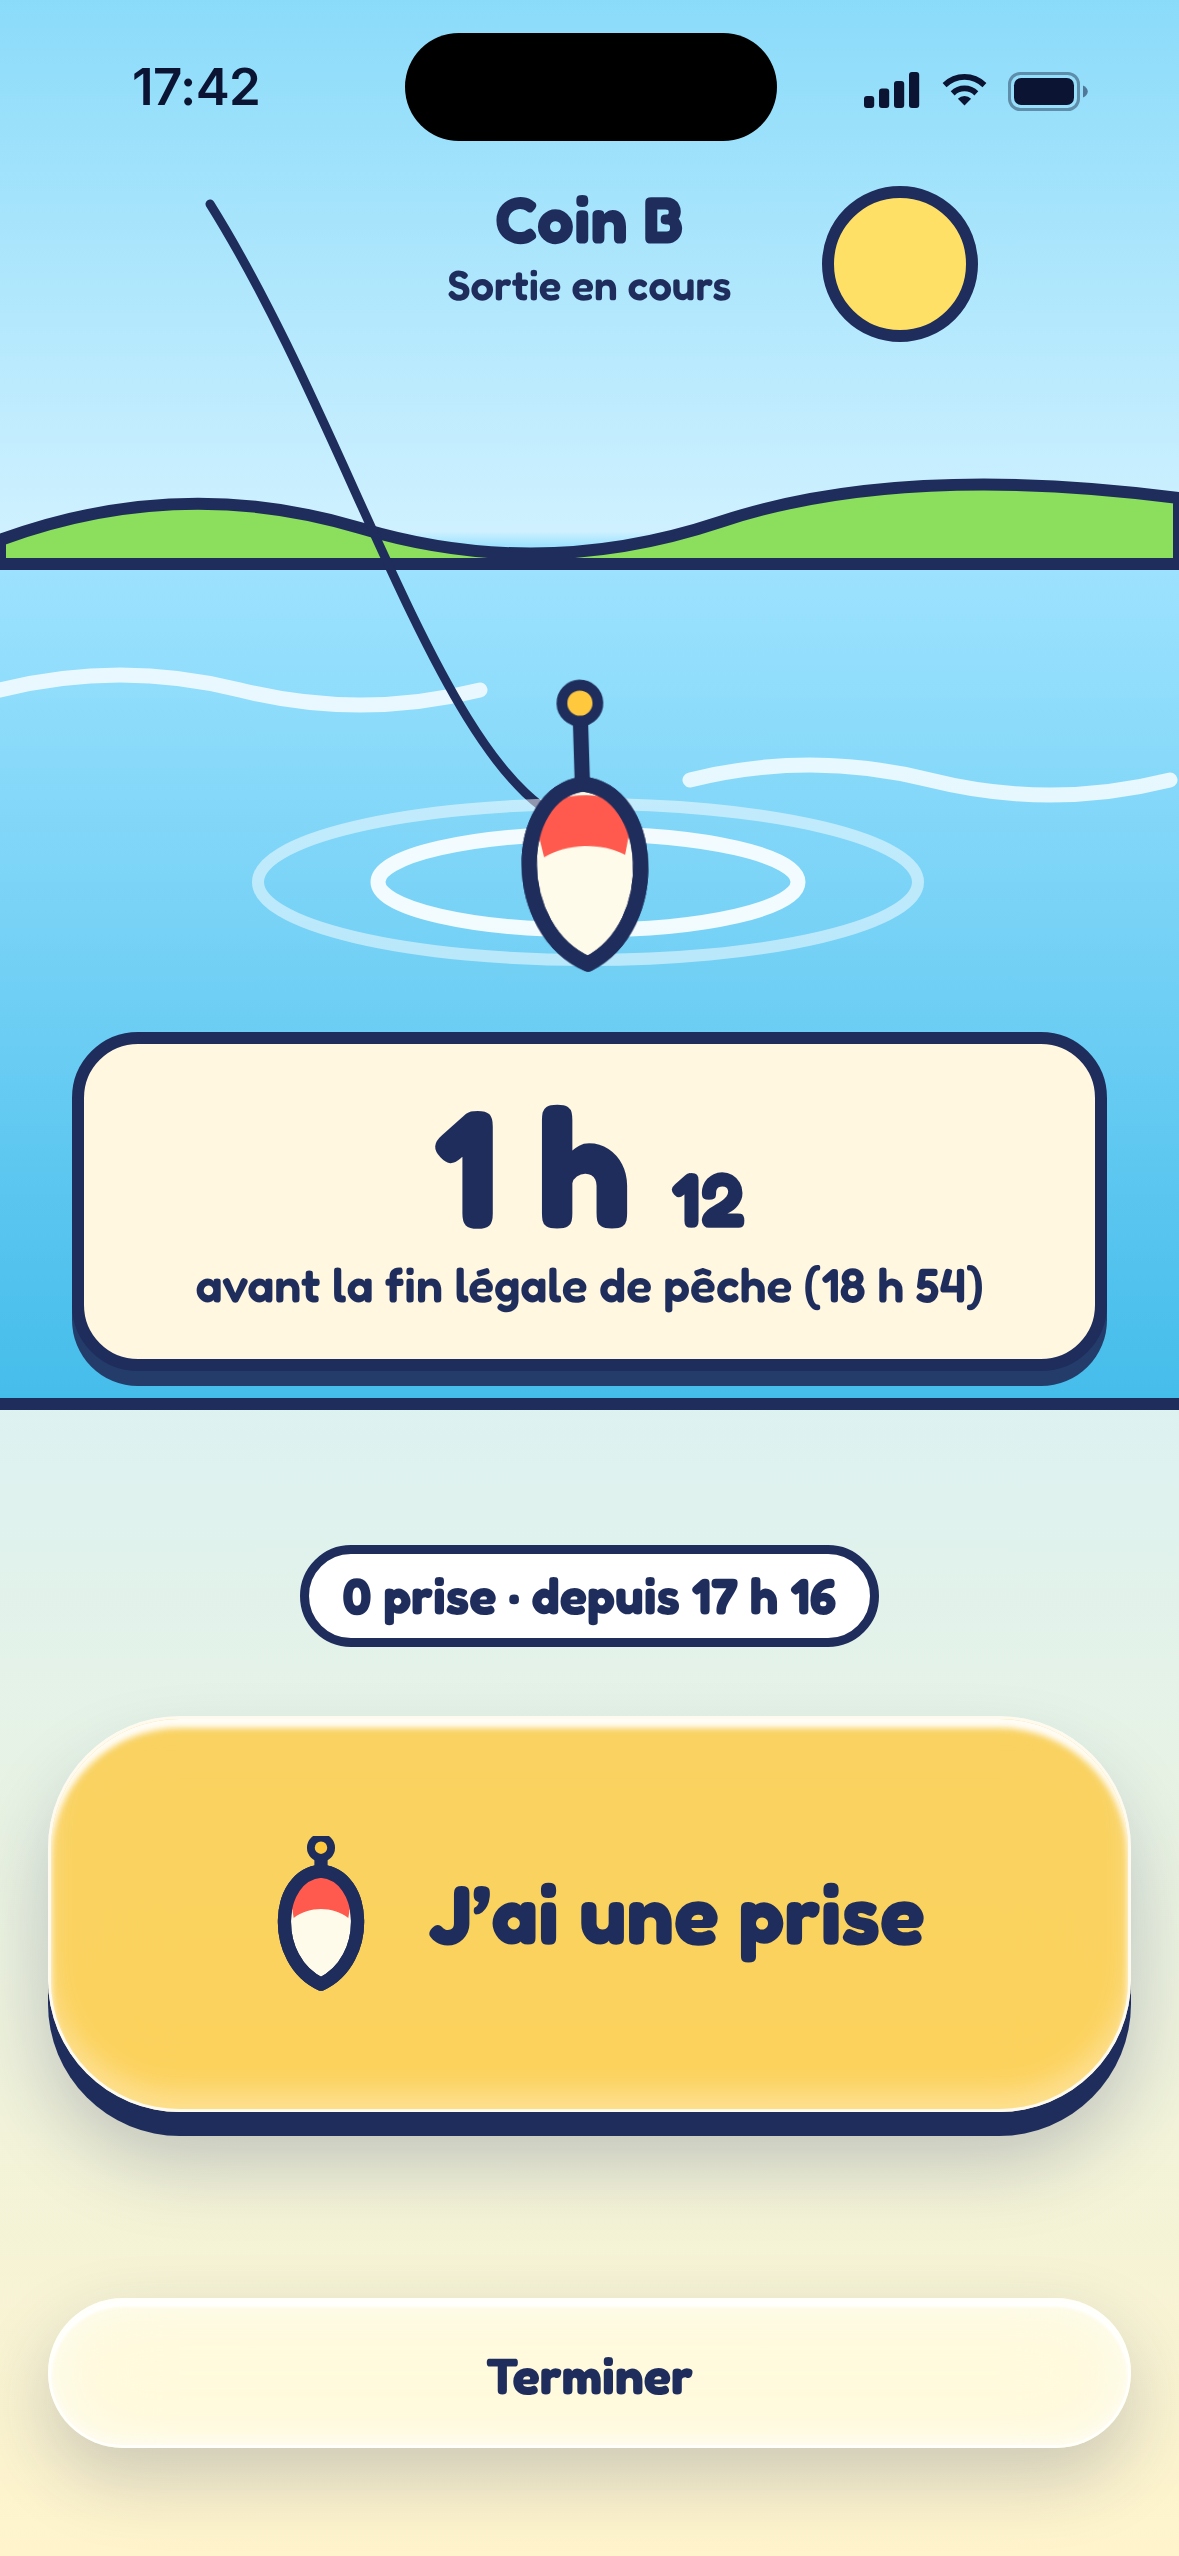 17:42
Coin B
Sortie en cours
1 h 12
avant la fin légale de pêche (18 h 54)
0 prise · depuis 17 h 16
J’ai une prise
Terminer